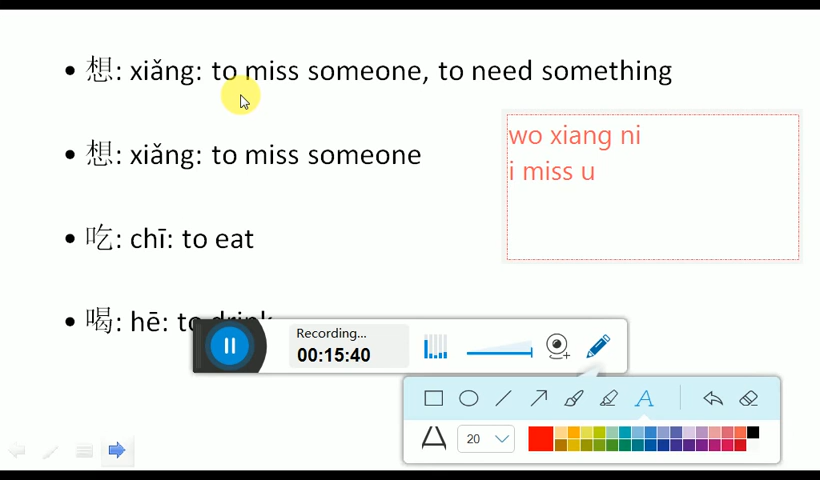 • 想: xiǎng: to miss someone, to need something
wo xiang ni
i miss u
• 想: xiǎng: to miss someone
• 吃: chī: to eat
• 喝: hē: to drink
Recording...
00:15:40
A
20